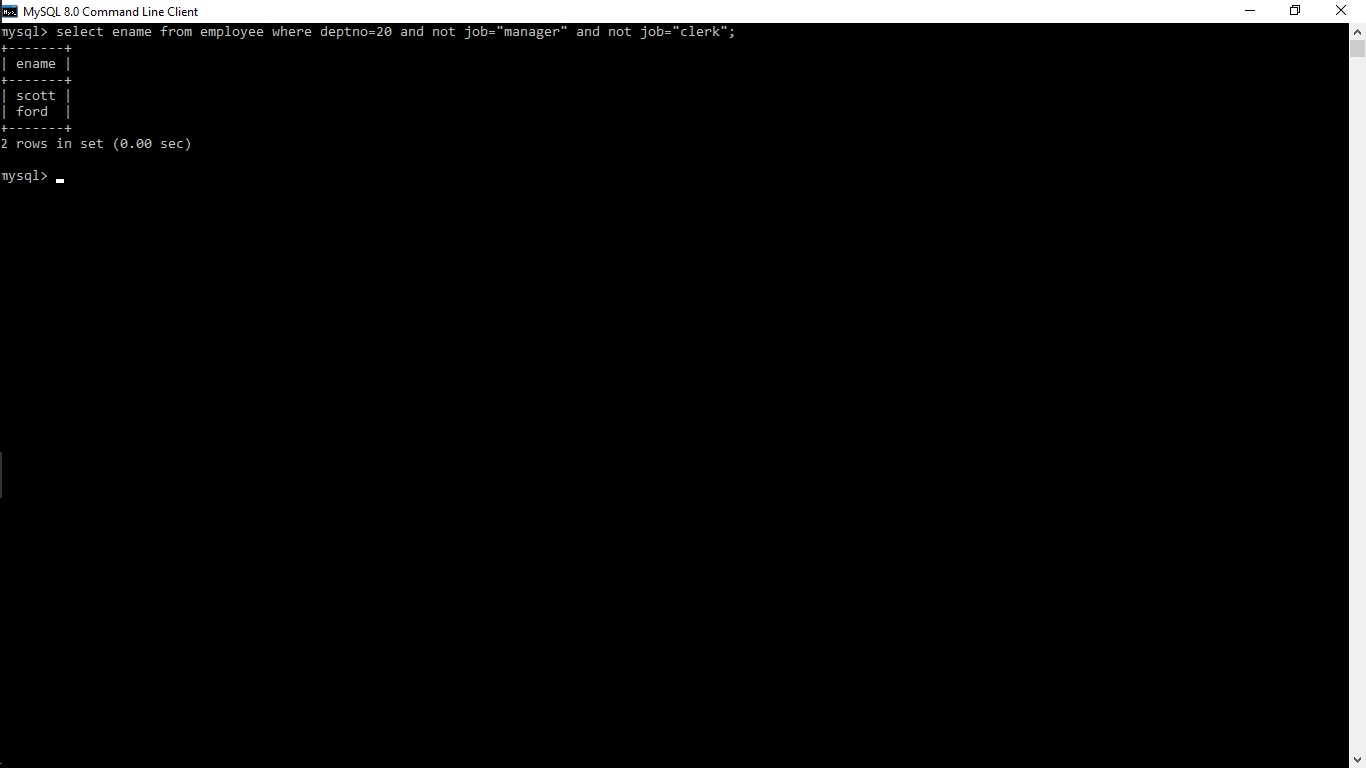 MySQL 8.0 Command Line Client
mysql> select ename from employee where deptno=20 and not job="manager" and not job="clerk";
+-------+
| ename |
+-------+
| scott |
| ford  |
+-------+
2 rows in set (0.00 sec)
mysql>